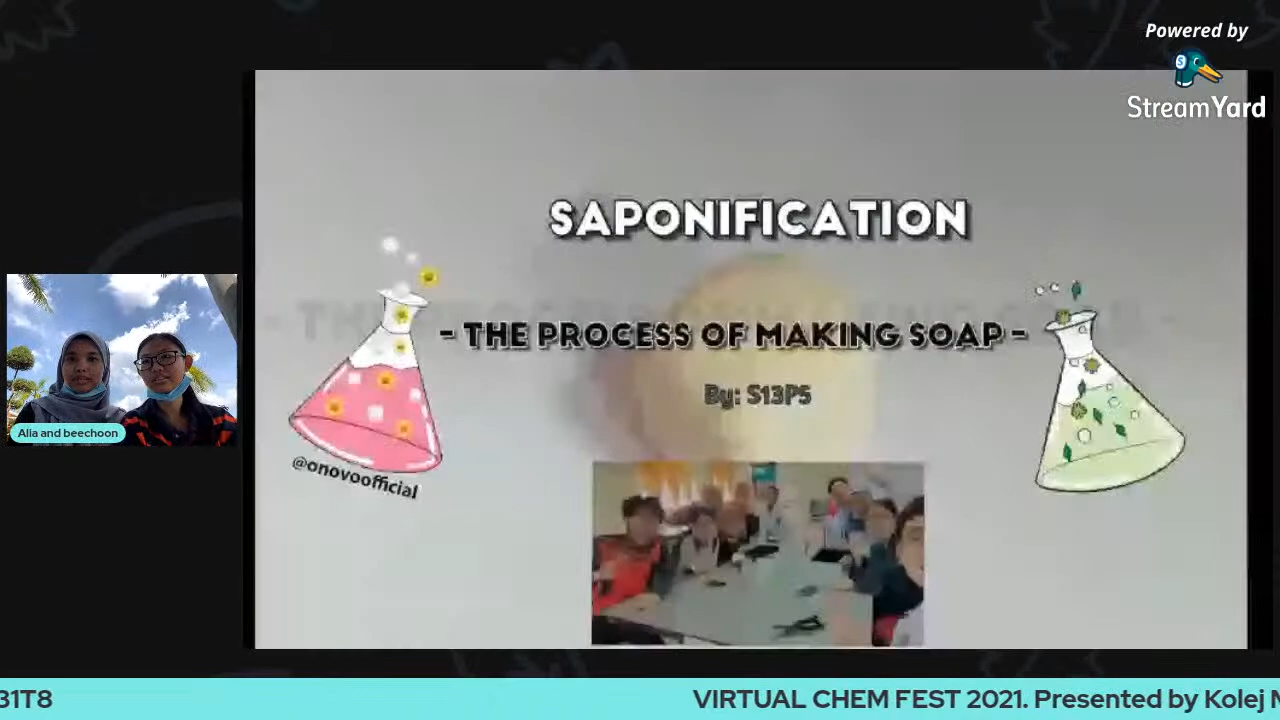 Powered by
StreamYard
SAPONIFICATION
- THE PROCESS OF MAKING SOAP -
By: S13P5
@onovoofficial
Alia and beechoon
31T8
VIRTUAL CHEM FEST 2021. Presented by Kolej M